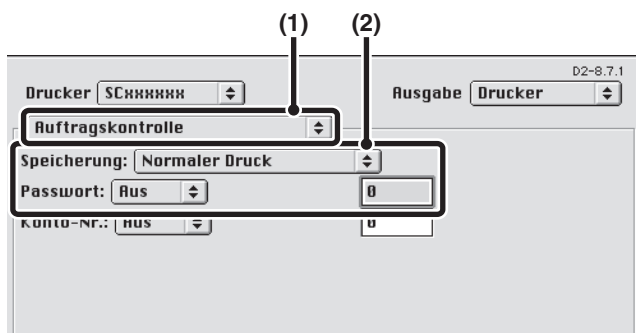 (1) (2)
D2-8.7.1
Drucker SCxxxxxx Ausgabe Drucker
Auftragskontrolle
Speicherung: Normaler Druck
Passwort: Aus 0
Konto-Nr.: Aus 0